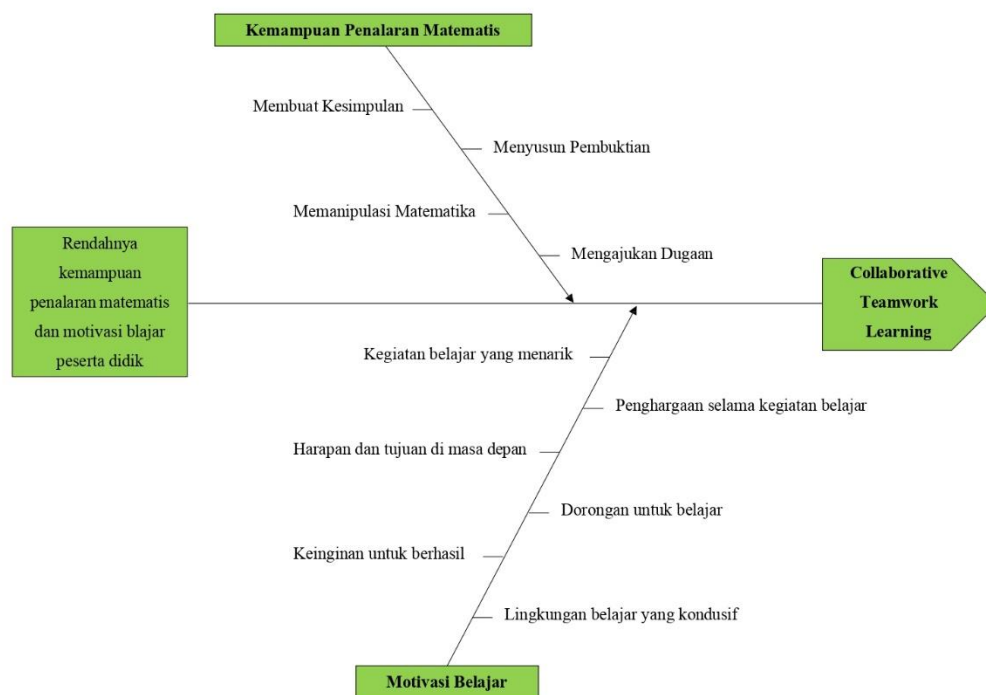 Kemampuan Penalaran Matematis
Membuat Kesimpulan
Menyusun Pembuktian
Memanipulasi Matematika
Mengajukan Dugaan
Rendahnya
kemampuan
penalaran matematis
dan motivasi blajar
peserta didik
Collaborative
Teamwork
Learning
Kegiatan belajar yang menarik
Penghargaan selama kegiatan belajar
Harapan dan tujuan di masa depan
Dorongan untuk belajar
Keinginan untuk berhasil
Lingkungan belajar yang kondusif
Motivasi Belajar